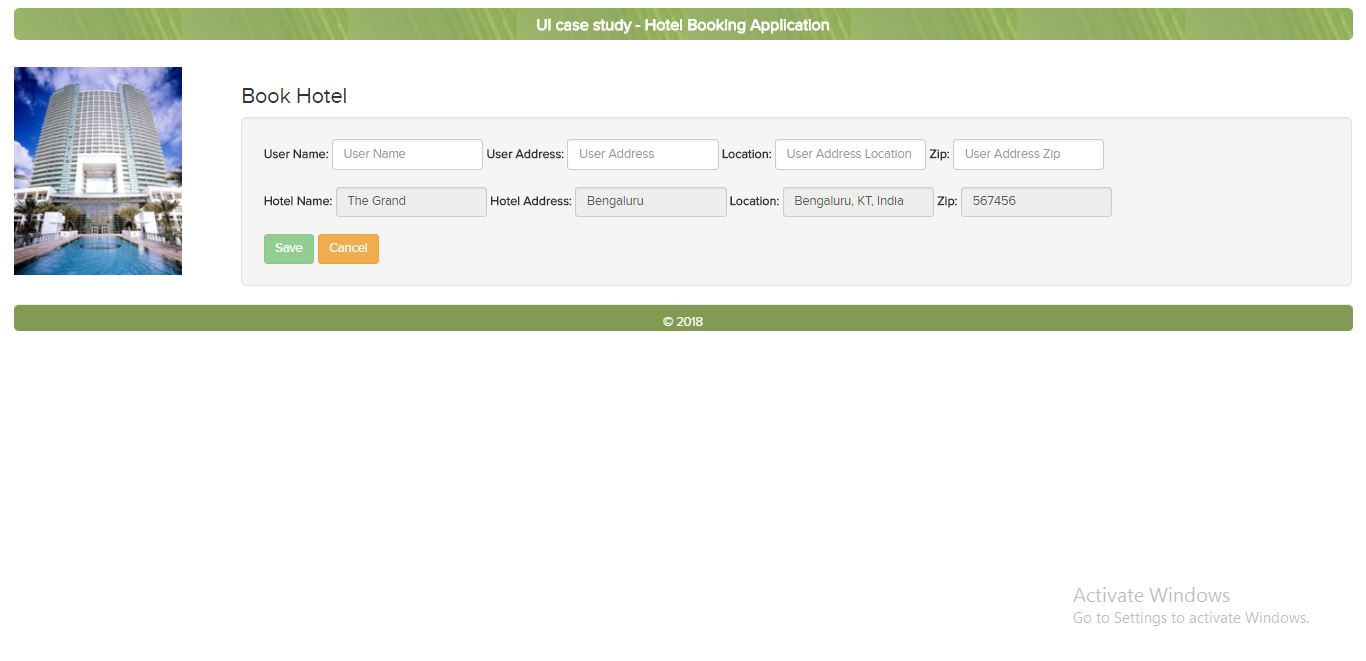 UI case study - Hotel Booking Application
Book Hotel
User Name: User Name User Address: User Address Location: User Address Location Zip: User Address Zip
Hotel Name: The Grand Hotel Address: Bengaluru Location: Bengaluru, KT, India Zip: 567456
Save Cancel
© 2018
Activate Windows
Go to Settings to activate Windows.